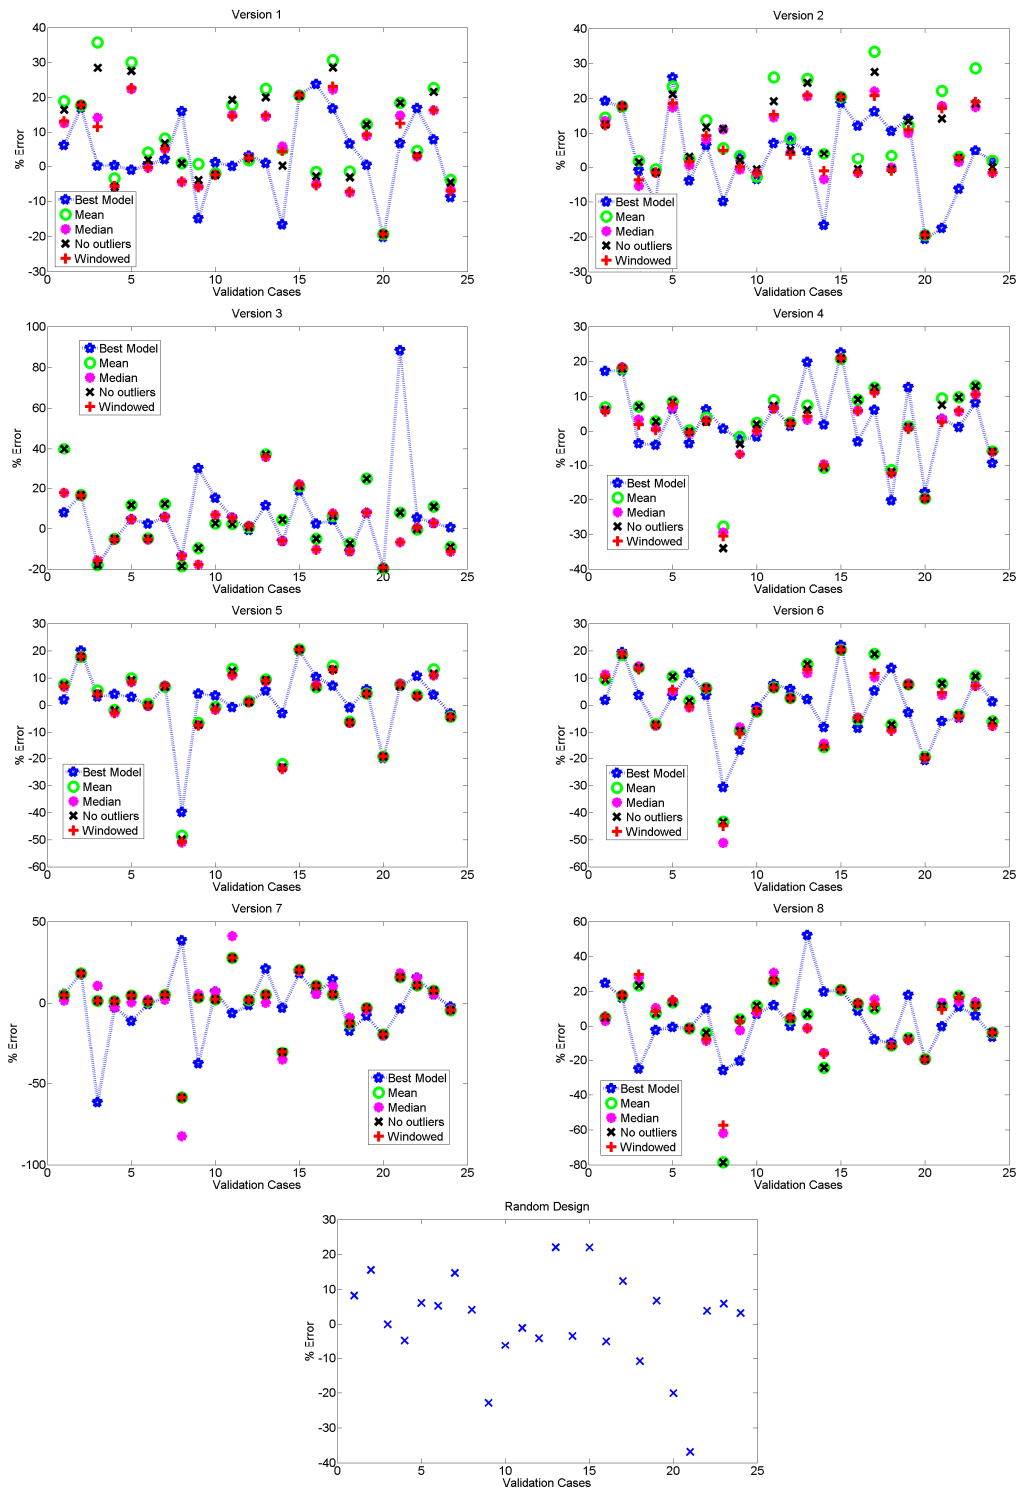 Version 1
40
30
20
10
0
-10
-20
-30
% Error
Best Model
Mean
Median
No outliers
Windowed
0 5 10 15 20 25
Validation Cases
Version 2
40
30
20
10
0
-10
-20
-30
% Error
Best Model
Mean
Median
No outliers
Windowed
0 5 10 15 20 25
Validation Cases
Version 3
100
80
60
40
20
0
-20
% Error
Best Model
Mean
Median
No outliers
Windowed
0 5 10 15 20 25
Validation Cases
Version 4
30
20
10
0
-10
-20
-30
-40
% Error
Best Model
Mean
Median
No outliers
Windowed
0 5 10 15 20 25
Validation Cases
Version 5
30
20
10
0
-10
-20
-30
-40
-50
-60
% Error
Best Model
Mean
Median
No outliers
Windowed
0 5 10 15 20 25
Validation Cases
Version 6
30
20
10
0
-10
-20
-30
-40
-50
-60
% Error
Best Model
Mean
Median
No outliers
Windowed
0 5 10 15 20 25
Validation Cases
Version 7
50
0
-50
-100
% Error
Best Model
Mean
Median
No outliers
Windowed
0 5 10 15 20 25
Validation Cases
Version 8
60
40
20
0
-20
-40
-60
-80
% Error
Best Model
Mean
Median
No outliers
Windowed
0 5 10 15 20 25
Validation Cases
Random Design
30
20
10
0
-10
-20
-30
-40
% Error
0 5 10 15 20 25
Validation Cases